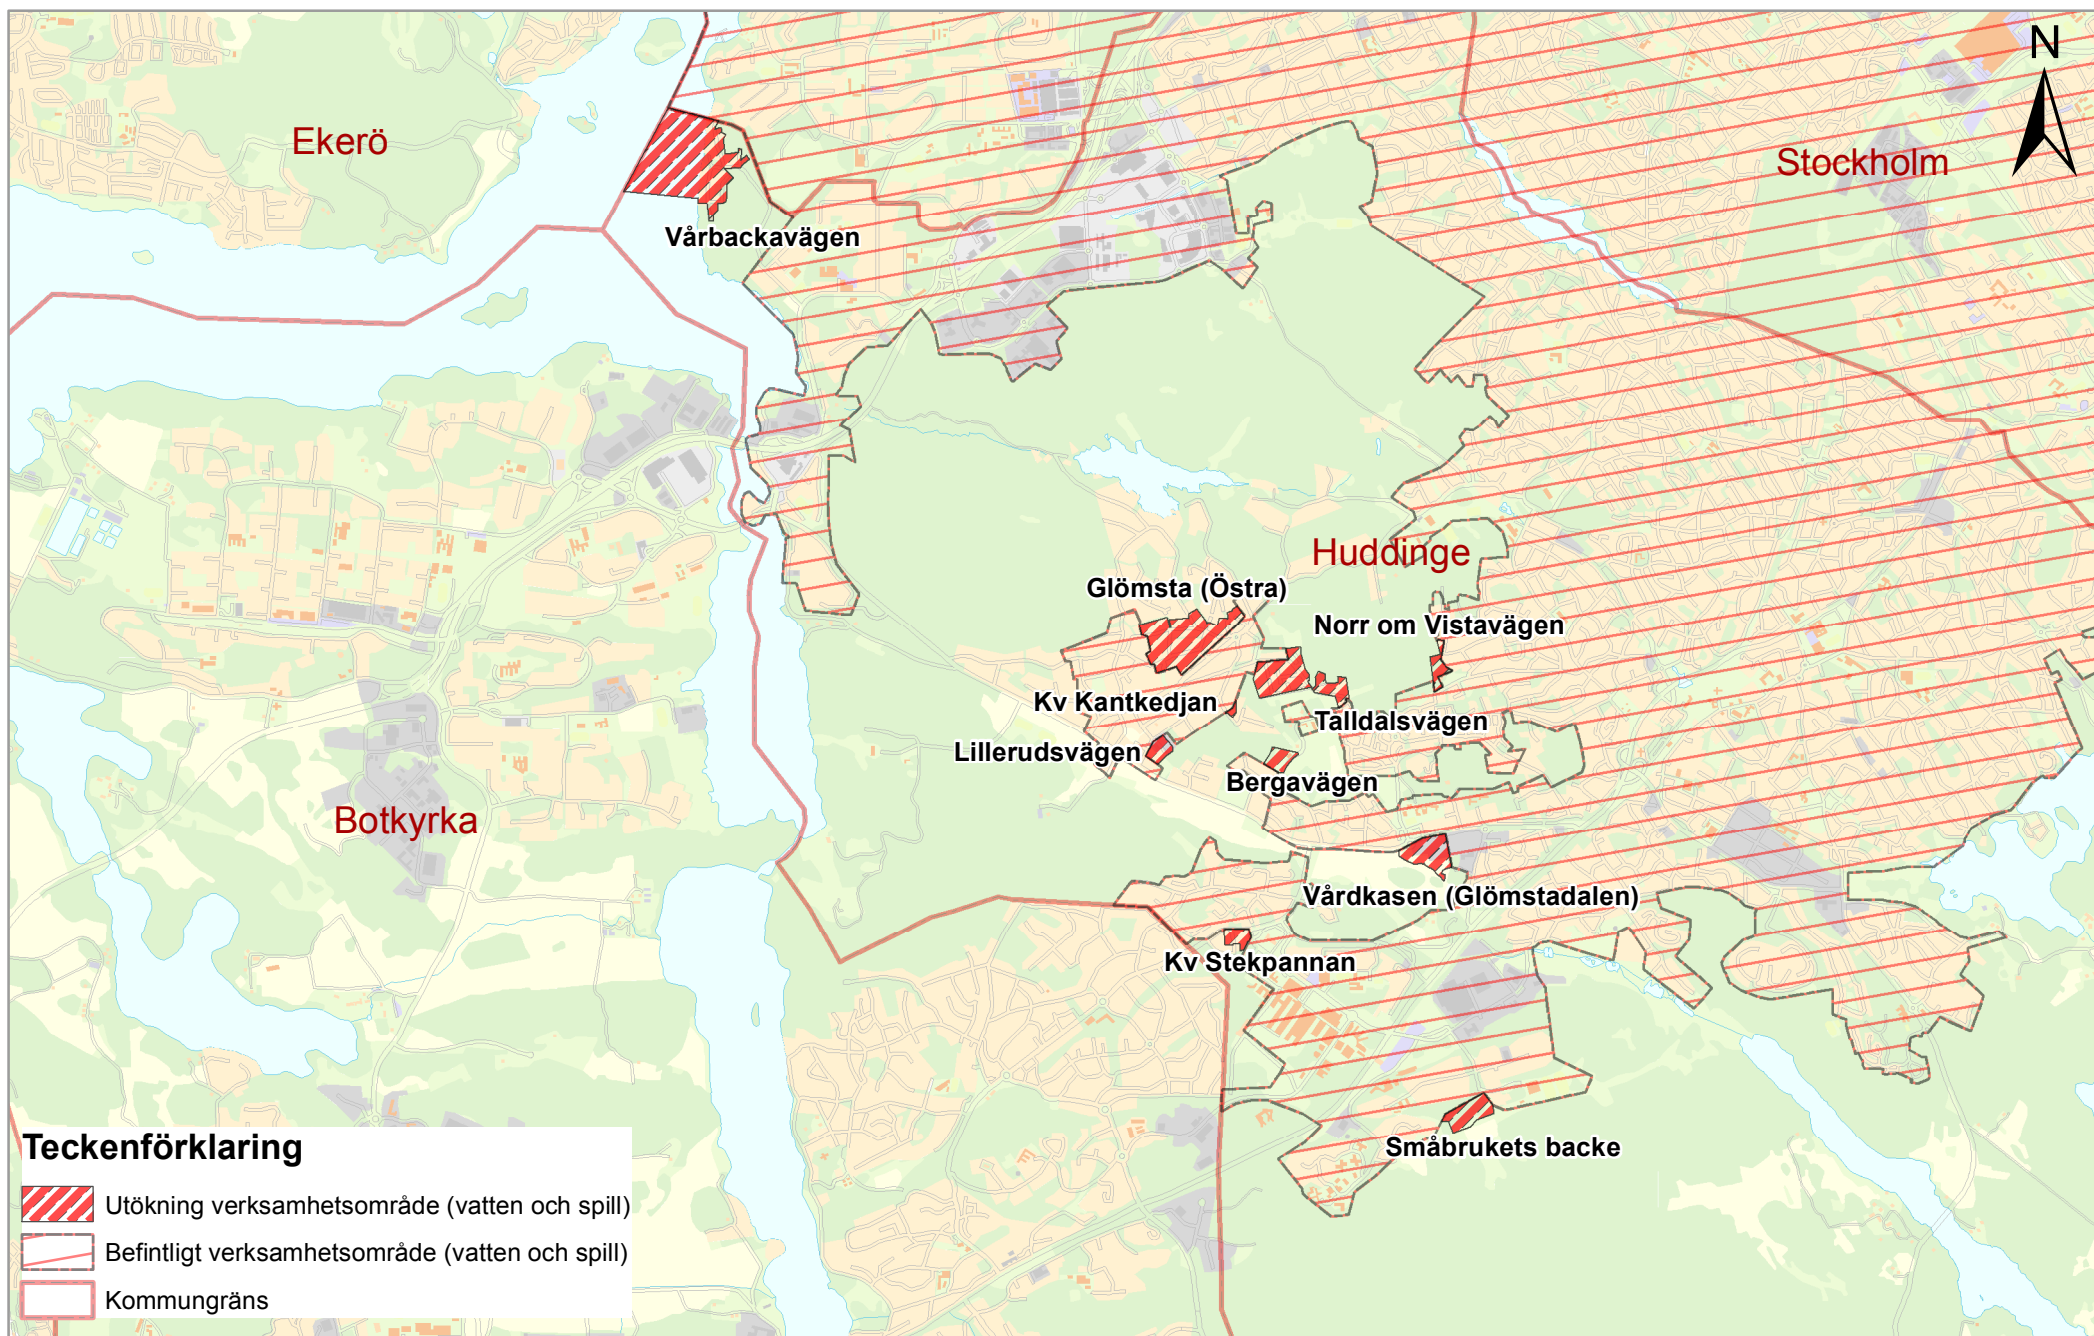 N
Ekerö
Stockholm
Vårbackavägen
Huddinge
Glömsta (Östra)
Norr om Vistavägen
Kv Kantkedjan
Talldalsvägen
Lillerudsvägen
Bergavägen
Botkyrka
Vårdkasen (Glömstadalen)
Kv Stekpannan
Småbrukets backe
Teckenförklaring
Utökning verksamhetsområde (vatten och spill)
Befintligt verksamhetsområde (vatten och spill)
Kommungräns